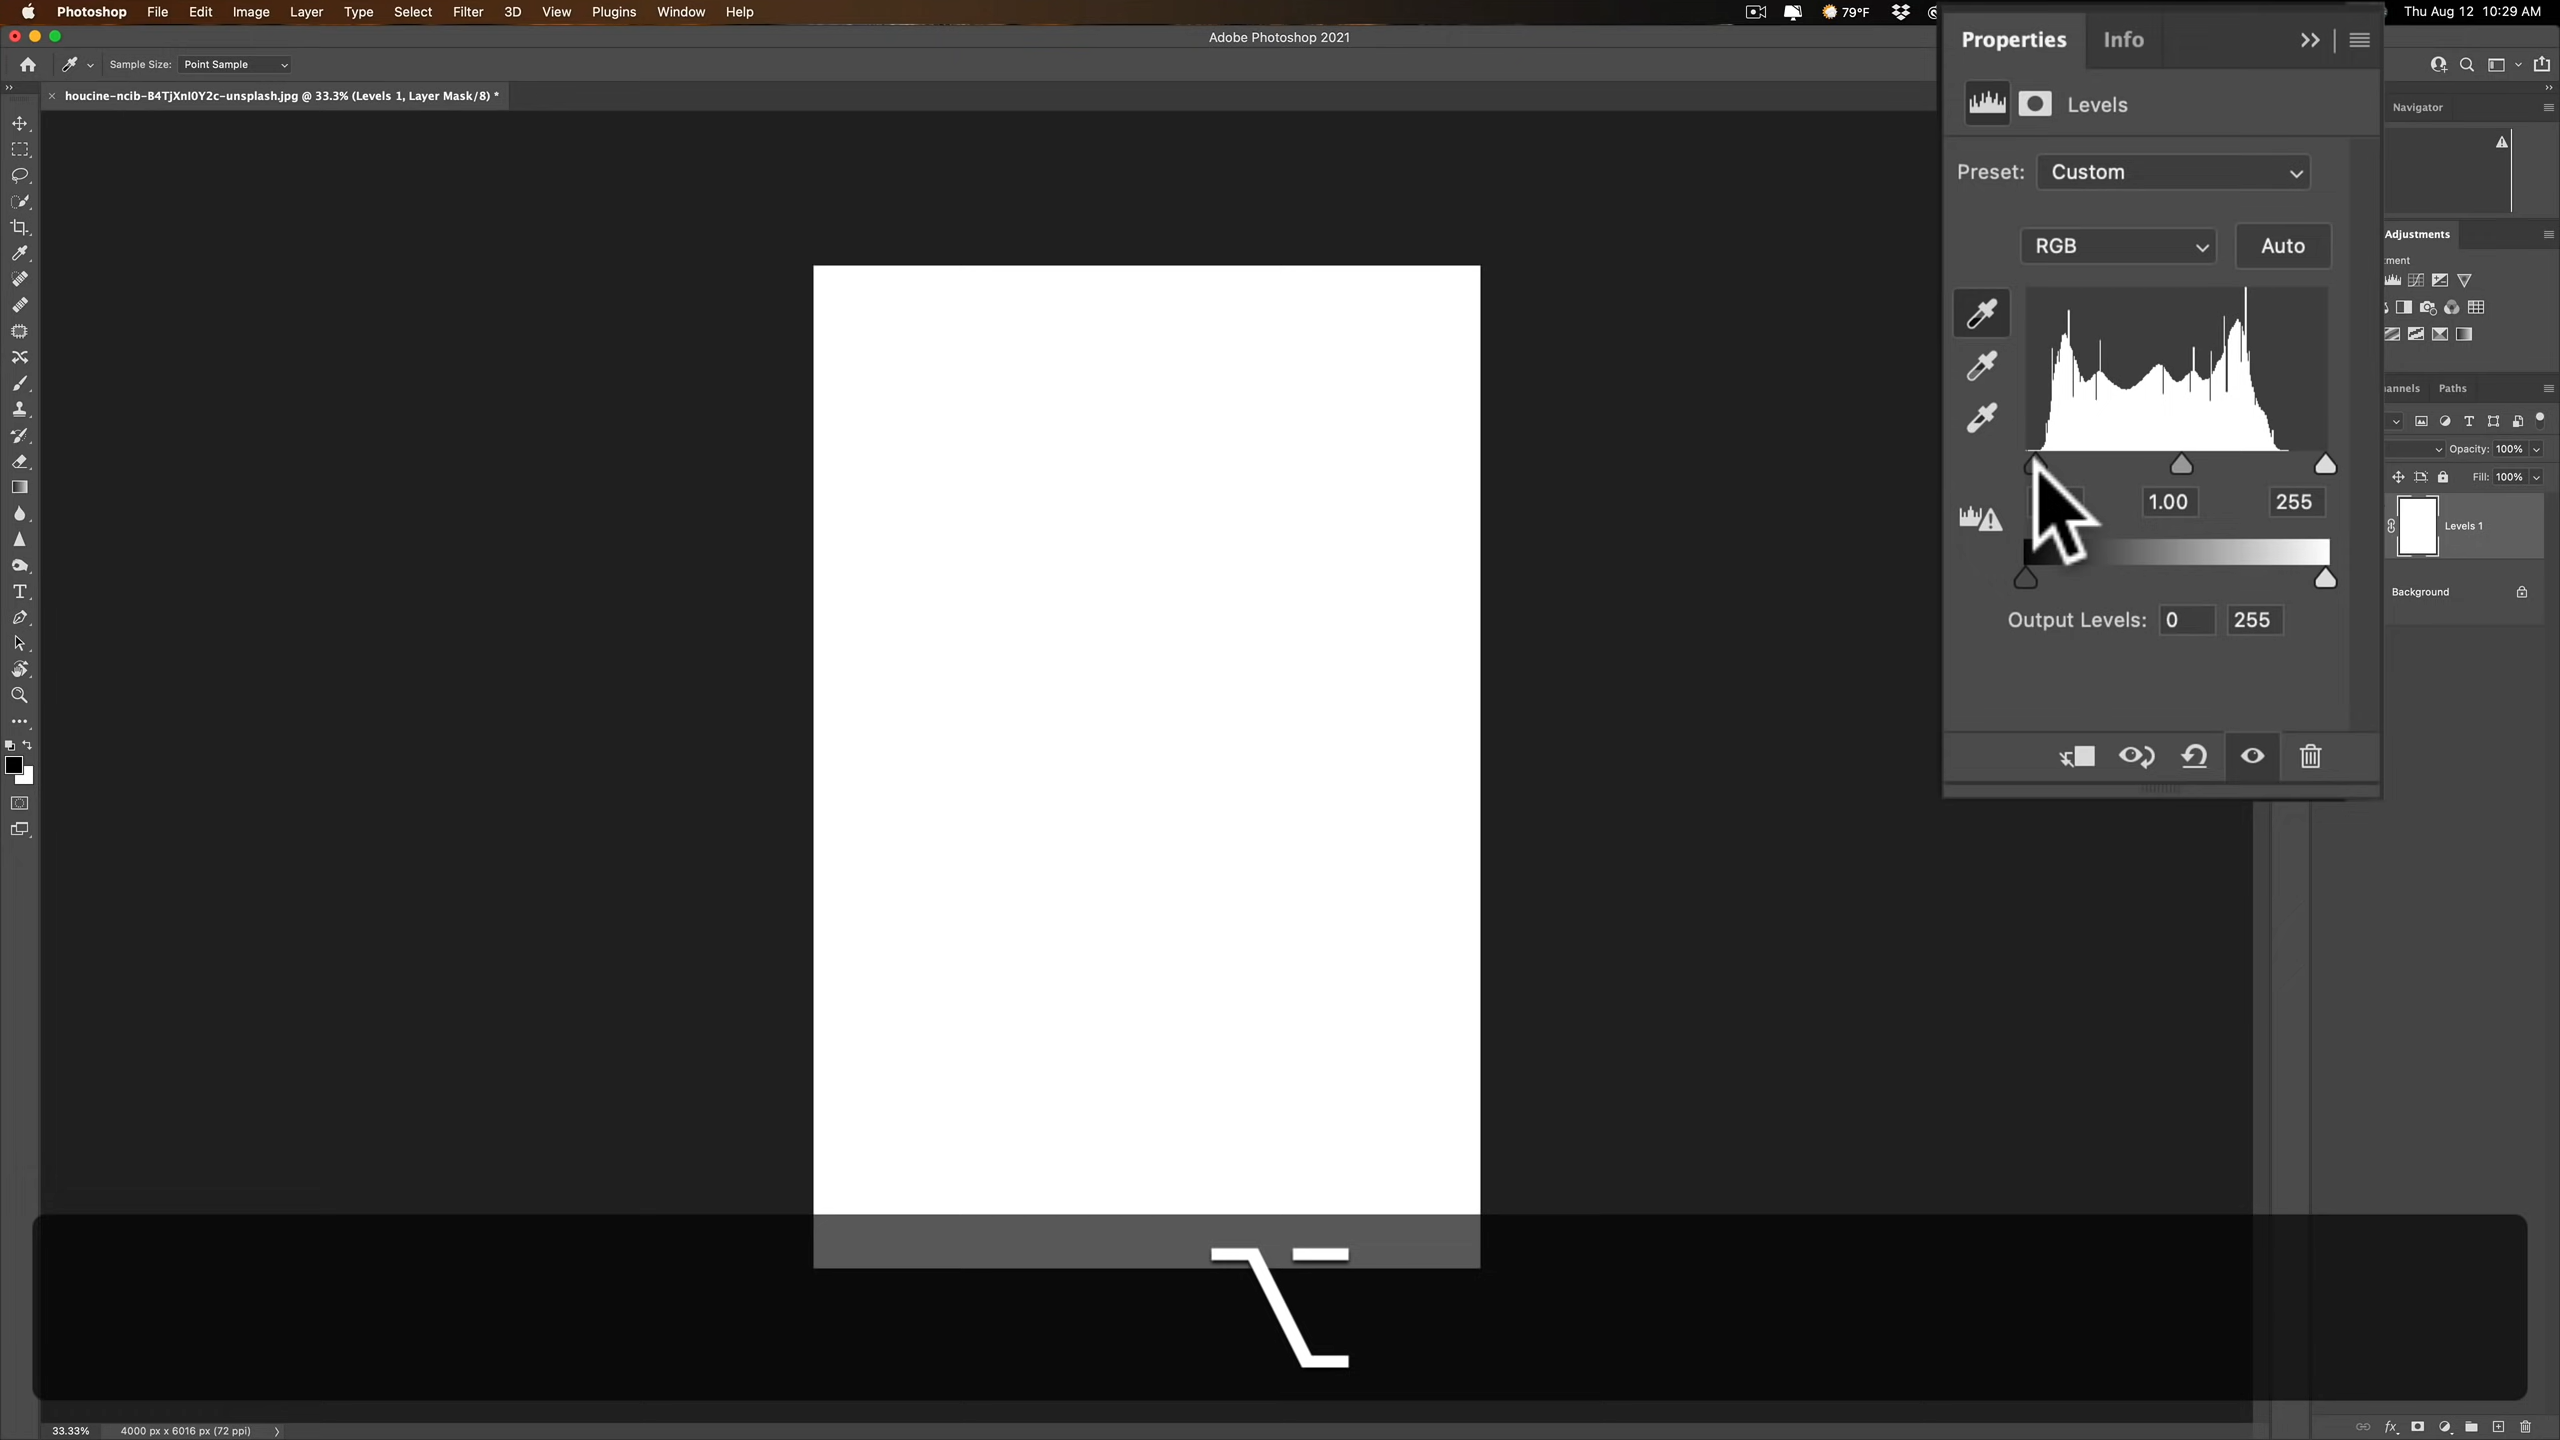 Photoshop File Edit Image Layer Type Select Filter 3D View Plugins Window Help
79°F
Thu Aug 12 10:29 AM
Adobe Photoshop 2021
Sample Size: Point Sample
houcine-ncib-B4TjXnI0Y2c-unsplash.jpg @ 33.3% (Levels 1, Layer Mask/8) *
Properties Info
Levels
Preset: Custom
RGB Auto
1.00 255
Output Levels: 0 255
Navigator
Adjustments
Paths
Opacity: 100%
Fill: 100%
Levels 1
Background
⌥
33.33% 4000 px x 6016 px (72 ppi)